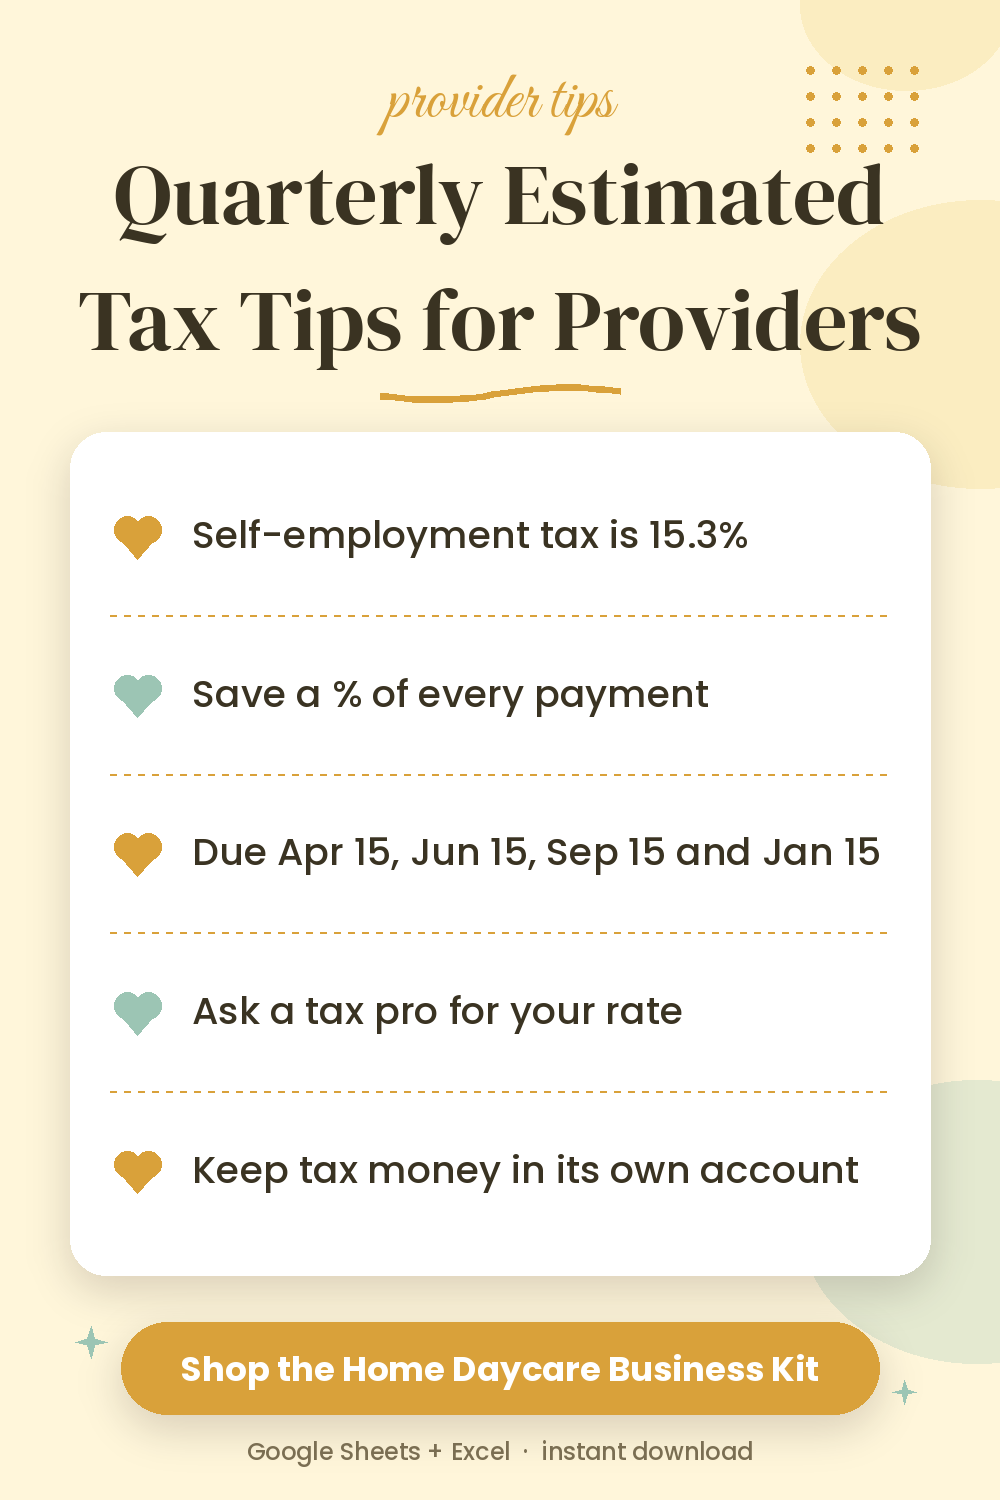 provider tips
Quarterly Estimated
Tax Tips for Providers
Self-employment tax is 15.3%
Save a % of every payment
Due Apr 15, Jun 15, Sep 15 and Jan 15
Ask a tax pro for your rate
Keep tax money in its own account
Shop the Home Daycare Business Kit
Google Sheets + Excel · instant download